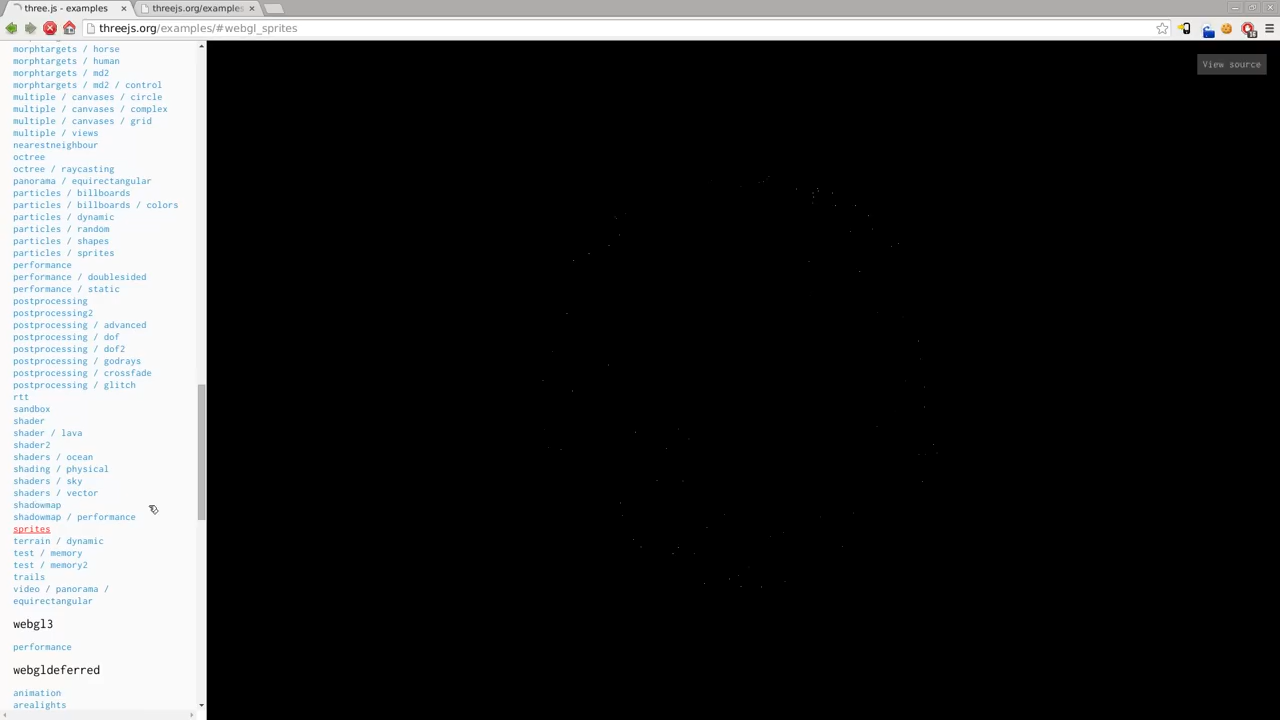 three.js - examples
threejs.org/examples
threejs.org/examples/#webgl_sprites
16
View source
morphtargets / horse
morphtargets / human
morphtargets / md2
morphtargets / md2 / control
multiple / canvases / circle
multiple / canvases / complex
multiple / canvases / grid
multiple / views
nearestneighbour
octree
octree / raycasting
panorama / equirectangular
particles / billboards
particles / billboards / colors
particles / dynamic
particles / random
particles / shapes
particles / sprites
performance
performance / doublesided
performance / static
postprocessing
postprocessing2
postprocessing / advanced
postprocessing / dof
postprocessing / dof2
postprocessing / godrays
postprocessing / crossfade
postprocessing / glitch
rtt
sandbox
shader
shader / lava
shader2
shaders / ocean
shading / physical
shaders / sky
shaders / vector
shadowmap
shadowmap / performance
sprites
terrain / dynamic
test / memory
test / memory2
trails
video / panorama /
equirectangular
webgl3
performance
webgldeferred
animation
arealights